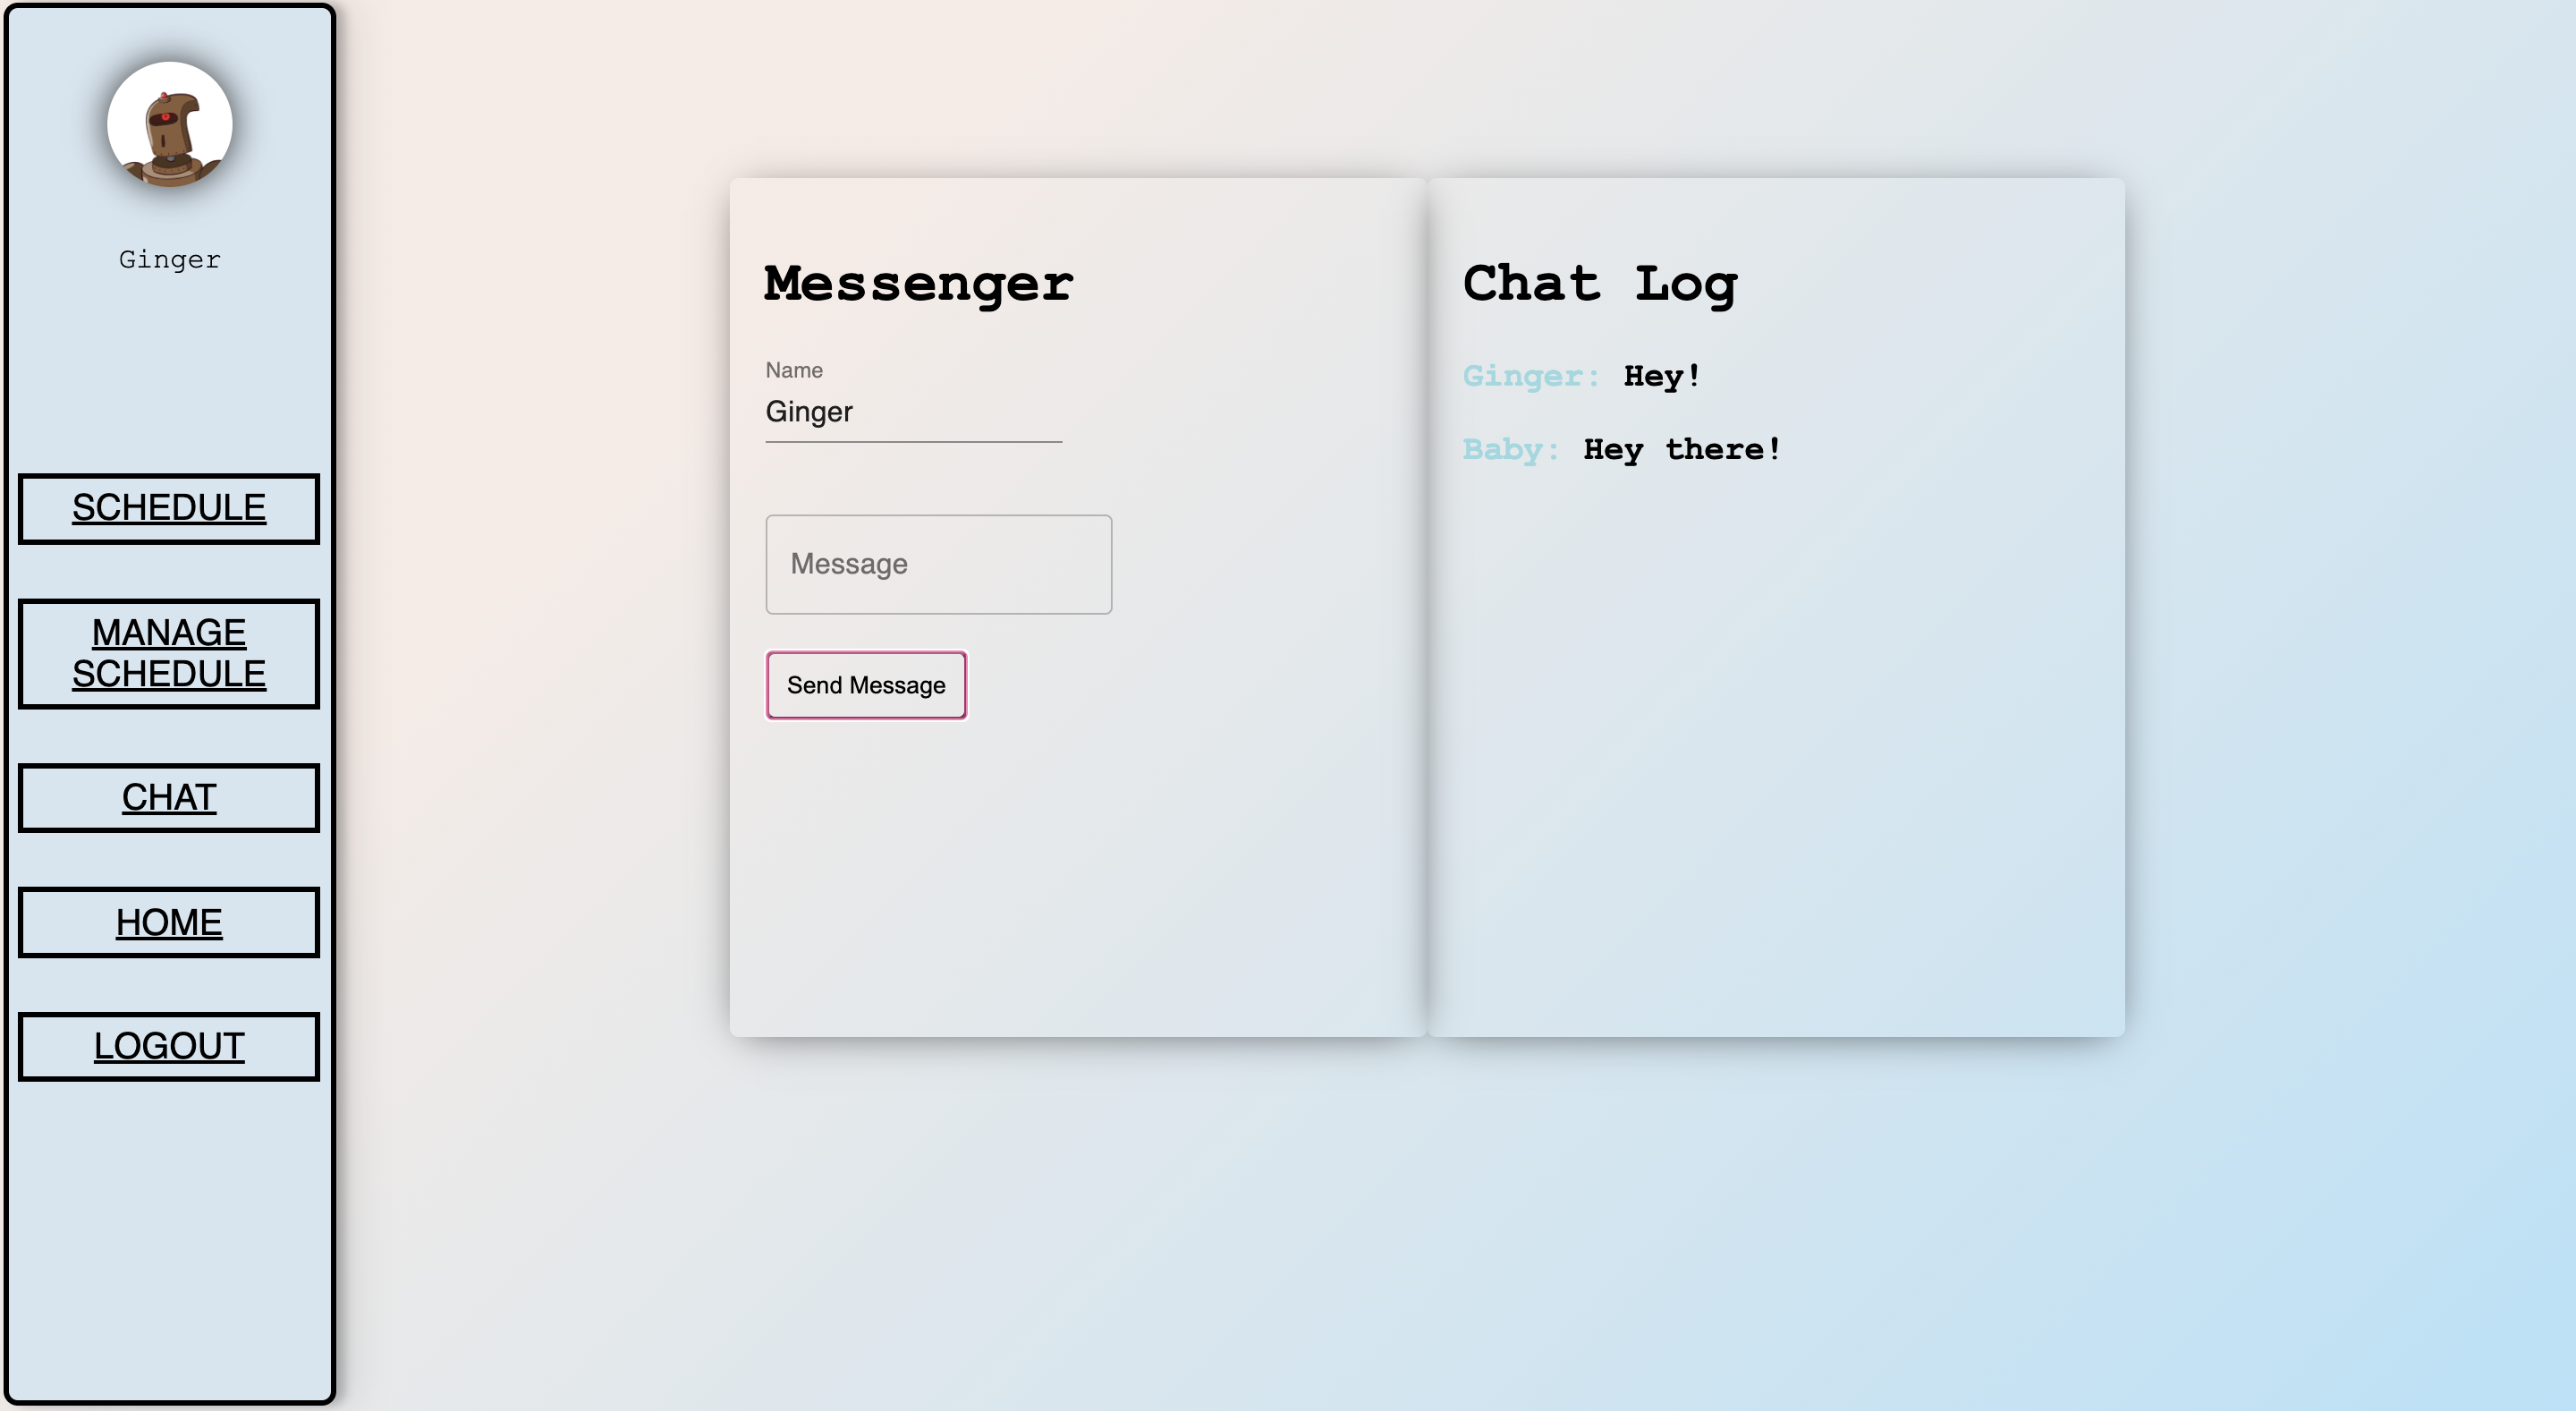 Ginger
SCHEDULE
MANAGE
SCHEDULE
CHAT
HOME
LOGOUT
Messenger
Name
Ginger
Message
Send Message
Chat Log
Ginger: Hey!
Baby: Hey there!